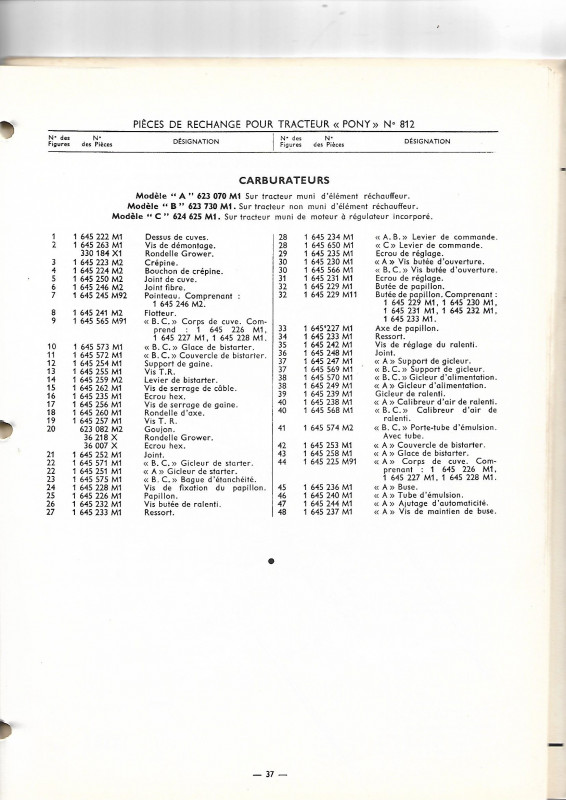 PIÈCES DE RECHANGE POUR TRACTEUR « PONY » N° 812
N° des Figures N° des Pièces DÉSIGNATION
N° des Figures N° des Pièces DÉSIGNATION
CARBURATEURS
Modèle “ A ” 623 070 M1 Sur tracteur muni d'élément réchauffeur.
Modèle “ B ” 623 730 M1. Sur tracteur non muni d'élément réchauffeur.
Modèle “ C ” 624 625 M1. Sur tracteur muni de moteur à régulateur incorporé.
1 1 645 222 M1 Dessus de cuves.
2 1 645 263 M1 Vis de démontage.
330 184 X1 Rondelle Grower.
3 1 645 223 M2 Crépine.
4 1 645 224 M2 Bouchon de crépine.
5 1 645 250 M2 Joint de cuve.
6 1 645 246 M2 Joint fibre.
7 1 645 245 M92 Pointeau. Comprenant :
1 645 246 M2.
8 1 645 241 M2 Flotteur.
9 1 645 565 M91 « B. C. » Corps de cuve. Com-
prend : 1 645 226 M1,
1 645 227 M1, 1 645 228 M1.
10 1 645 573 M1 « B. C. » Glace de bistarter.
11 1 645 572 M1 « B. C. » Couvercle de bistarter.
12 1 645 254 M1 Support de gaine.
13 1 645 255 M1 Vis T.R.
14 1 645 259 M2 Levier de bistarter.
15 1 645 262 M1 Vis de serrage de câble.
16 1 645 235 M1 Ecrou hex.
17 1 645 256 M1 Vis de serrage de gaine.
18 1 645 260 M1 Rondelle d'axe.
19 1 645 257 M1 Vis T. R.
20 623 082 M2 Goujon.
36 218 X Rondelle Grower.
36 007 X Ecrou hex.
21 1 645 252 M1 Joint.
22 1 645 571 M1 « B. C. » Gicleur de starter.
22 1 645 251 M1 « A » Gicleur de starter.
23 1 645 575 M1 « B. C. » Bague d'étanchéité.
24 1 645 228 M1 Vis de fixation du papillon.
25 1 645 226 M1 Papillon.
26 1 645 232 M1 Vis butée de ralenti.
27 1 645 233 M1 Ressort.
28 1 645 234 M1 « A. B. » Levier de commande.
28 1 645 650 M1 « C » Levier de commande.
29 1 645 235 M1 Ecrou de réglage.
30 1 645 230 M1 « A » Vis butée d'ouverture.
30 1 645 566 M1 « B. C. » Vis butée d'ouverture.
31 1 645 231 M1 Ecrou de réglage.
32 1 645 229 M1 Butée de papillon.
32 1 645 229 M11 Butée de papillon. Comprenant :
1 645 229 M1, 1 645 230 M1,
1 645 231 M1, 1 645 232 M1,
1 645 233 M1.
33 1 645 227 M1 Axe de papillon.
34 1 645 233 M1 Ressort.
35 1 645 242 M1 Vis de réglage du ralenti.
36 1 645 248 M1 Joint.
37 1 645 247 M1 « A » Support de gicleur.
37 1 645 569 M1 « B. C. » Support de gicleur.
38 1 645 570 M1 « B. C. » Gicleur d'alimentation.
38 1 645 249 M1 « A » Gicleur d'alimentation.
39 1 645 239 M1 Gicleur de ralenti.
40 1 645 238 M1 « A » Calibreur d'air de ralenti.
40 1 645 568 M1 « B. C. » Calibreur d'air de
ralenti.
41 1 645 574 M2 « B. C. » Porte-tube d'émulsion.
Avec tube.
42 1 645 253 M1 « A » Couvercle de bistarter.
43 1 645 258 M1 « A » Glace de bistarter.
44 1 645 225 M91 « A » Corps de cuve. Com-
prenant : 1 645 226 M1,
1 645 227 M1, 1 645 228 M1.
45 1 645 236 M1 « A » Buse.
46 1 645 240 M1 « A » Tube d'émulsion.
47 1 645 244 M1 « A » Ajutage d'automaticité.
48 1 645 237 M1 « A » Vis de maintien de buse.
— 37 —